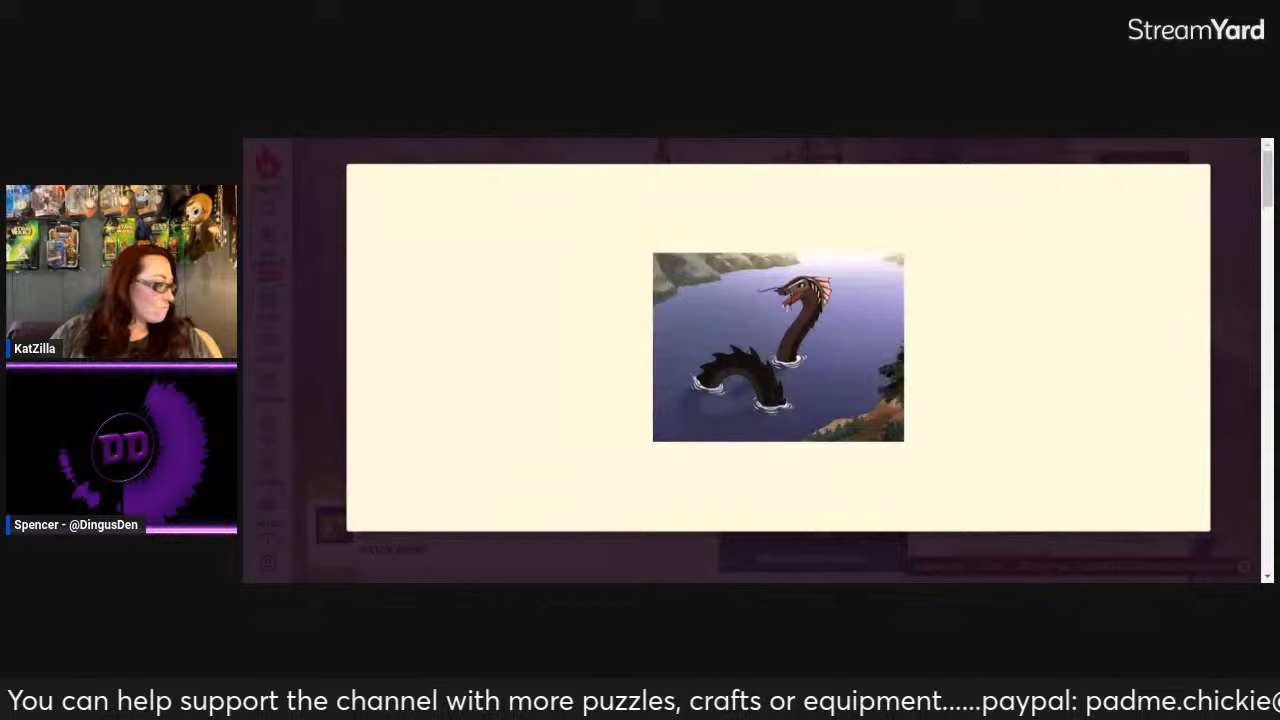 StreamYard
KatZilla
DD
Spencer - @DingusDen
You can help support the channel with more puzzles, crafts or equipment......paypal: padme.chickie@